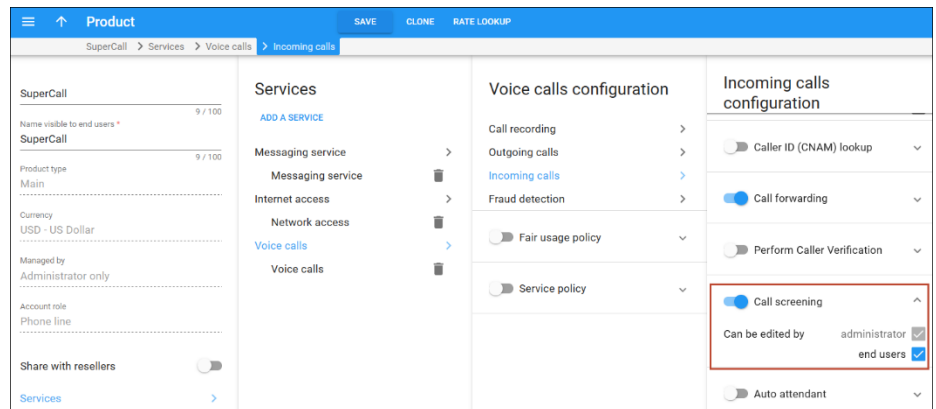 Product
SAVE
CLONE
RATE LOOKUP
SuperCall
Services
Voice calls
Incoming calls
SuperCall
9 / 100
Name visible to end users *
SuperCall
9 / 100
Product type
Main
Currency
USD - US Dollar
Managed by
Administrator only
Account role
Phone line
Share with resellers
Services
Services
ADD A SERVICE
Messaging service
Messaging service
Internet access
Network access
Voice calls
Voice calls
Voice calls configuration
Call recording
Outgoing calls
Incoming calls
Fraud detection
Fair usage policy
Service policy
Incoming calls
configuration
Caller ID (CNAM) lookup
Call forwarding
Perform Caller Verification
Call screening
Can be edited by administrator
end users
Auto attendant